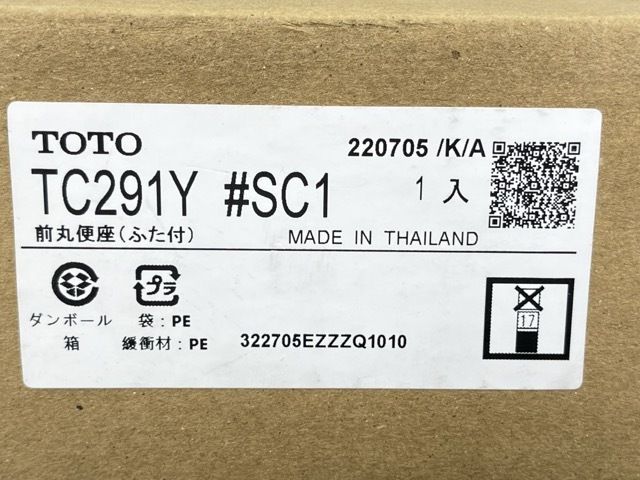 TOTO
220705 /K/A
TC291Y #SC1
1入
前丸便座(ふた付)
MADE IN THAILAND
プラ
ダンボール
箱
袋:PE
緩衝材:PE
322705EZZZQ1010
17